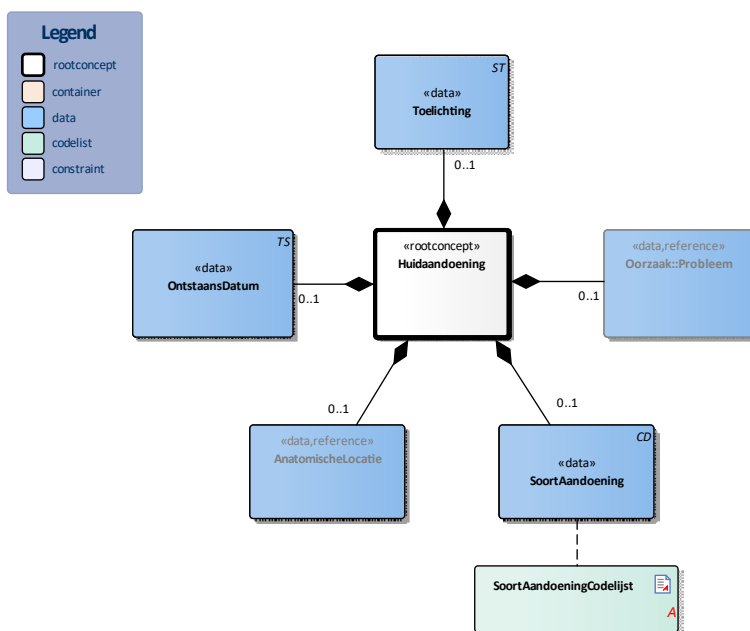 Legend
rootconcept
container
data
codelist
constraint
ST
«data»
Toelichting
0..1
«rootconcept»
Huidaandoening
TS
«data»
OntstaansDatum
0..1
«data,reference»
Oorzaak::Probleem
0..1
0..1
0..1
«data,reference»
AnatomischeLocatie
CD
«data»
SoortAandoening
SoortAandoeningCodelijst
A